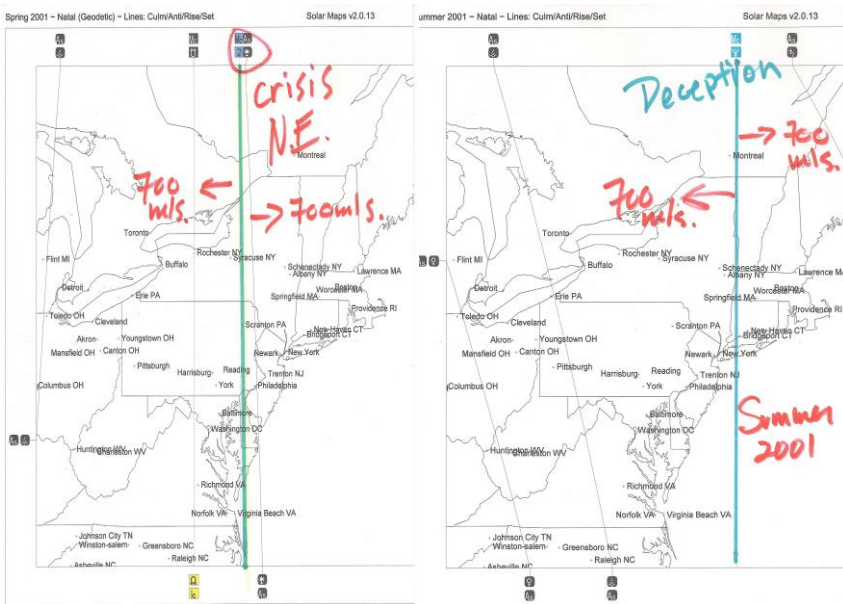 Spring 2001 – Natal (Geodetic) – Lines: Culm/Anti/Rise/Set
Solar Maps v2.0.13
crisis
N.E.
Montreal
700
mls.
700mls.
Toronto
Rochester NY
Syracuse NY
Flint MI
Buffalo
Schenectady NY
Albany NY
Lawrence MA
Detroit
Boston
Worcester MA
Erie PA
Springfield MA
Providence RI
Toledo OH
Cleveland
Scranton PA
New Haven CT
Bridgeport CT
Akron
Youngstown OH
Mansfield OH
Canton OH
Newark
New York
Pittsburgh
Reading
Harrisburg
Trenton NJ
Columbus OH
York
Philadelphia
Baltimore
Washington DC
Huntington WV
Charleston WV
Richmond VA
Norfolk VA
Virginia Beach VA
Johnson City TN
Winston-salem
Greensboro NC
Raleigh NC
Asheville NC
Ic
ummer 2001 – Natal – Lines: Culm/Anti/Rise/Set
Solar Maps v2.0.13
Deception
700
mls.
Montreal
700
mls.
Toronto
Rochester NY
Syracuse NY
Flint MI
Buffalo
Schenectady NY
Albany NY
Lawrence MA
Detroit
Boston
Worcester MA
Erie PA
Springfield MA
Providence RI
Toledo OH
Cleveland
Scranton PA
New Haven CT
Bridgeport CT
Akron
Youngstown OH
Mansfield OH
Canton OH
Newark
New York
Pittsburgh
Reading
Harrisburg
Trenton NJ
Columbus OH
York
Philadelphia
Baltimore
Washington DC
Summer
2001
Huntington WV
Charleston WV
Richmond VA
Norfolk VA
Virginia Beach VA
Johnson City TN
Winston-salem
Greensboro NC
Raleigh NC
Asheville NC